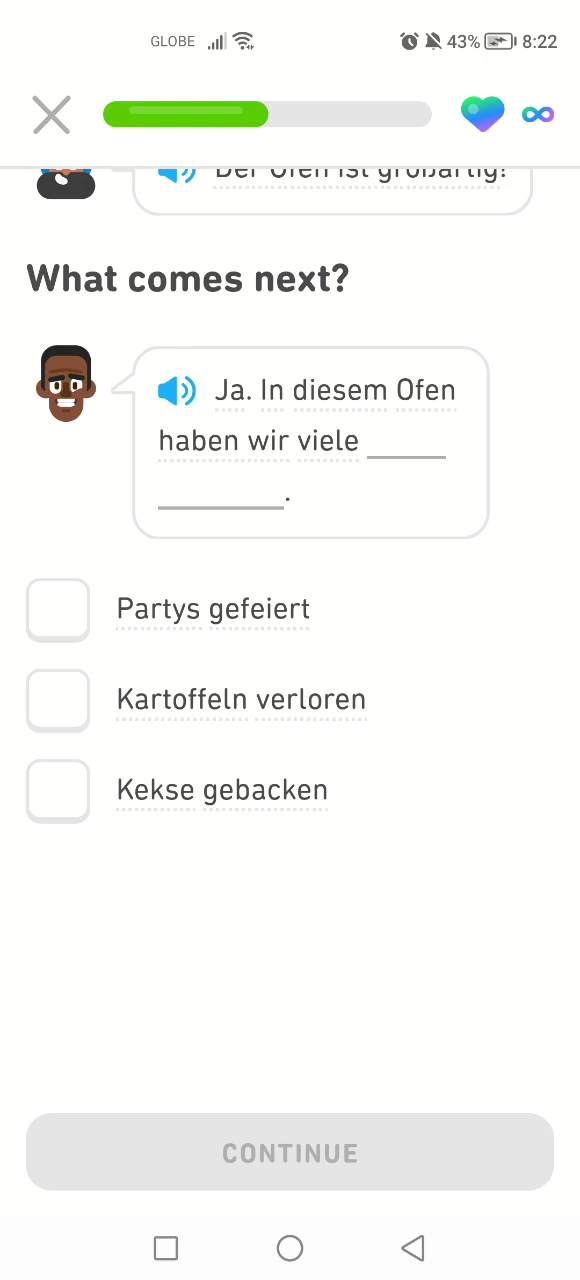 GLOBE 43% 8:22
Der Ofen ist großartig!
What comes next?
Ja. In diesem Ofen
haben wir viele
.
Partys gefeiert
Kartoffeln verloren
Kekse gebacken
CONTINUE